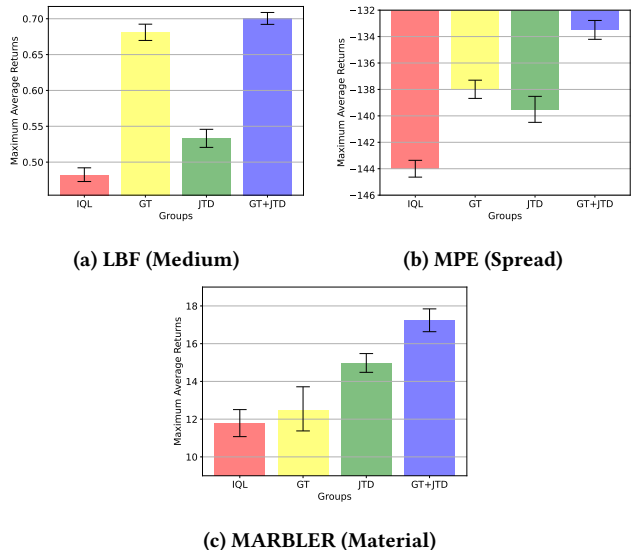 Maximum Average Returns
0.70
0.65
0.60
0.55
0.50
IQL
GT
JTD
GT+JTD
Groups
(a) LBF (Medium)
Maximum Average Returns
−132
−134
−136
−138
−140
−142
−144
−146
IQL
GT
JTD
GT+JTD
Groups
(b) MPE (Spread)
Maximum Average Returns
18
16
14
12
10
IQL
GT
JTD
GT+JTD
Groups
(c) MARBLER (Material)